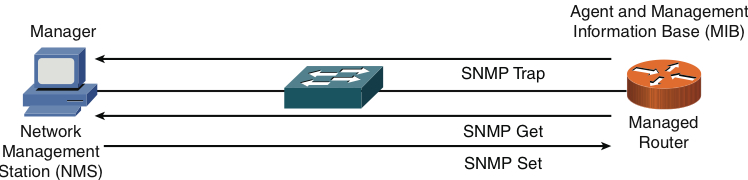 Manager
Agent and Management
Information Base (MIB)
SNMP Trap
Network
Management
Station (NMS)
SNMP Get
SNMP Set
Managed
Router